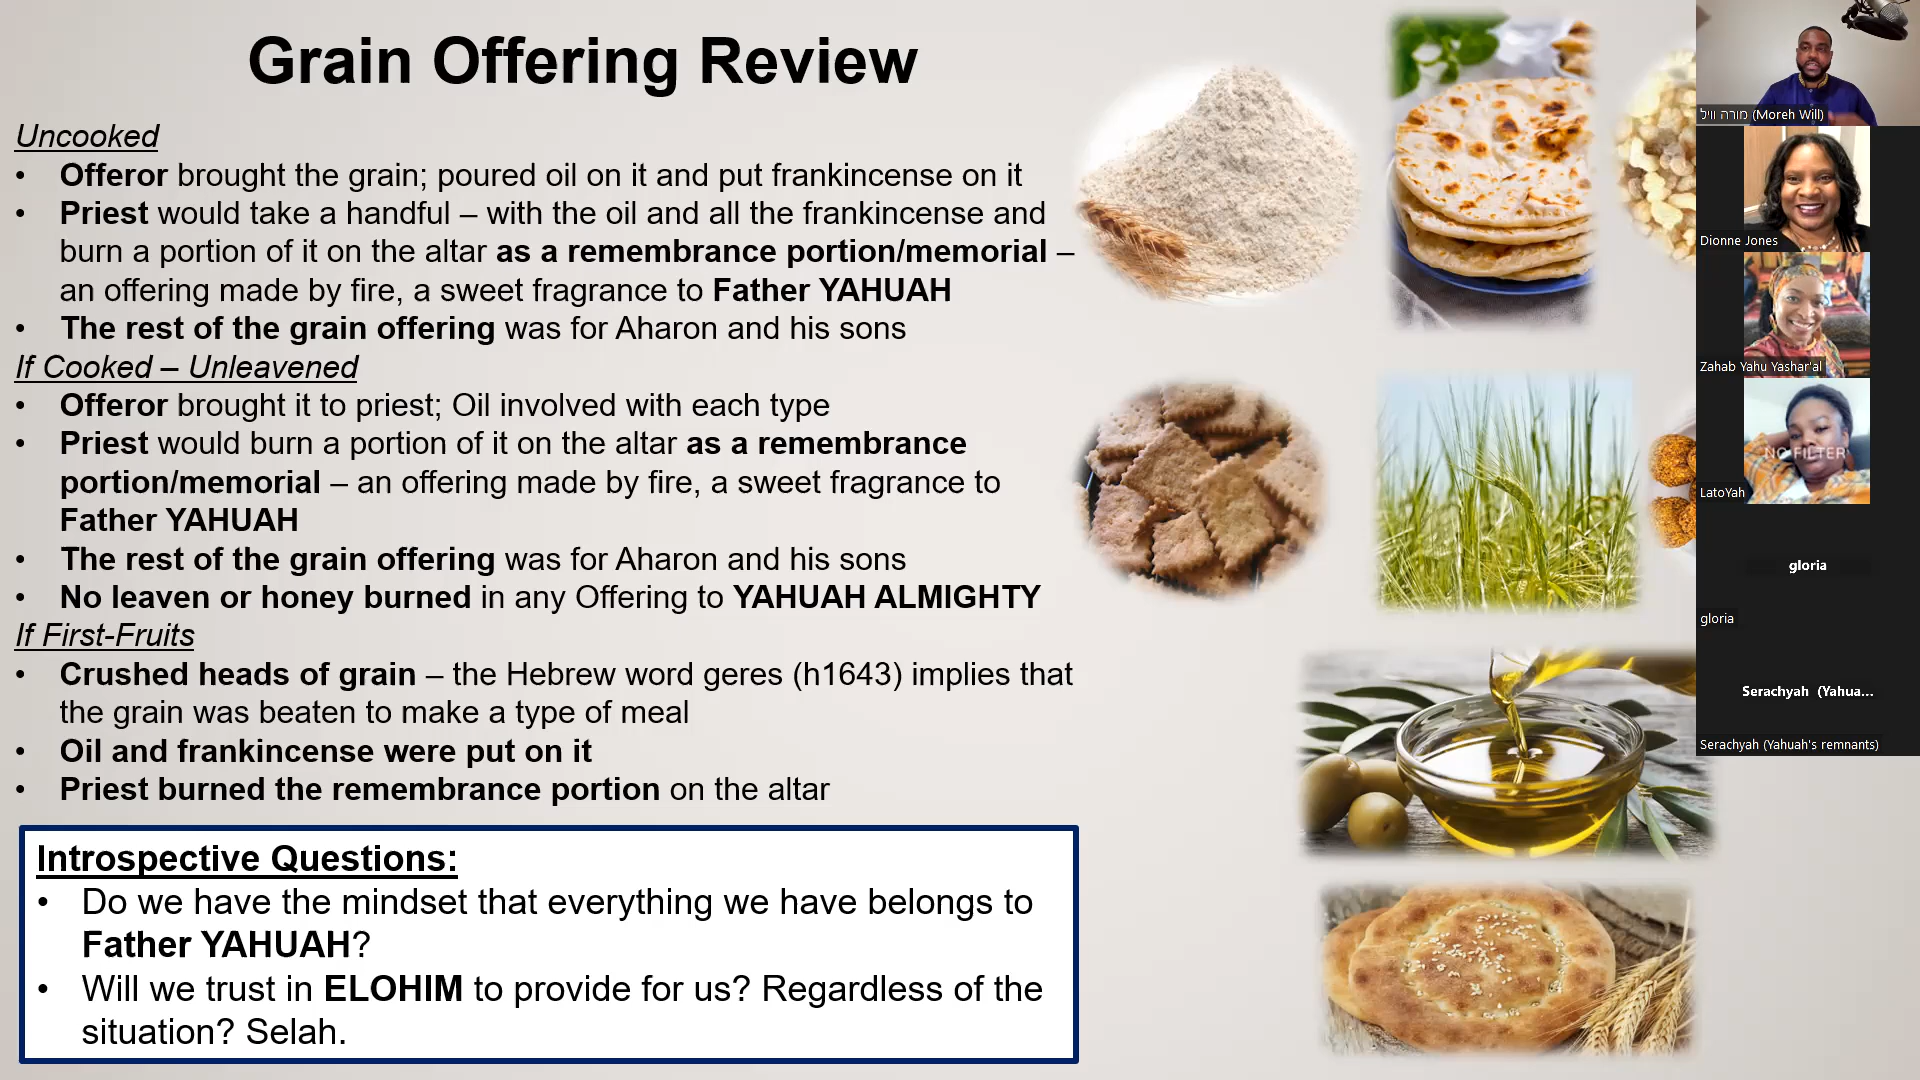 Grain Offering Review
Uncooked
• Offeror brought the grain; poured oil on it and put frankincense on it
• Priest would take a handful – with the oil and all the frankincense and
burn a portion of it on the altar as a remembrance portion/memorial –
an offering made by fire, a sweet fragrance to Father YAHUAH
• The rest of the grain offering was for Aharon and his sons
If Cooked – Unleavened
• Offeror brought it to priest; Oil involved with each type
• Priest would burn a portion of it on the altar as a remembrance
portion/memorial – an offering made by fire, a sweet fragrance to
Father YAHUAH
• The rest of the grain offering was for Aharon and his sons
• No leaven or honey burned in any Offering to YAHUAH ALMIGHTY
If First-Fruits
• Crushed heads of grain – the Hebrew word geres (h1643) implies that
the grain was beaten to make a type of meal
• Oil and frankincense were put on it
• Priest burned the remembrance portion on the altar
Introspective Questions:
• Do we have the mindset that everything we have belongs to
Father YAHUAH?
• Will we trust in ELOHIM to provide for us? Regardless of the
situation? Selah.
מורה וויל (Moreh Will)
Dionne Jones
Zahab Yahu Yashar'al
NO FILTER
LatoYah
gloria
gloria
Serachyah (Yahua...
Serachyah (Yahuah's remnants)